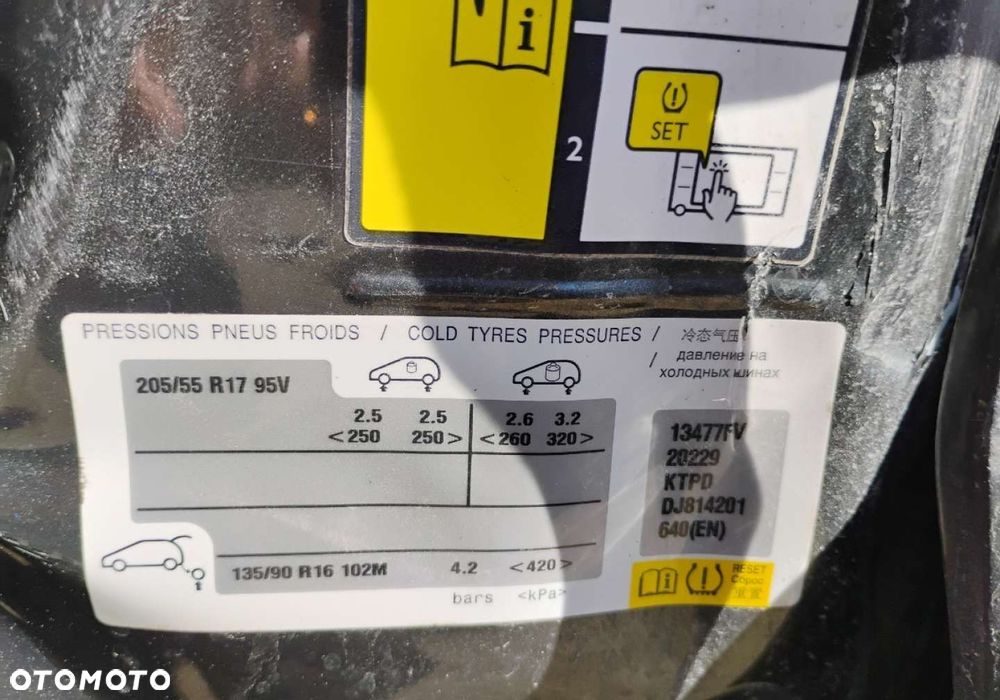 i
SET
2
PRESSIONS PNEUS FROIDS / COLD TYRES PRESSURES / 冷态气压
/ давление на
холодных шинах
205/55 R17 95V
2.5 2.5 2.6 3.2
<250 250> <260 320>
13477FV
20229
KTPD
DJ814201
640(EN)
135/90 R16 102M 4.2 <420>
bars <kPa>
i
RESET
Сброс
OTOMOTO